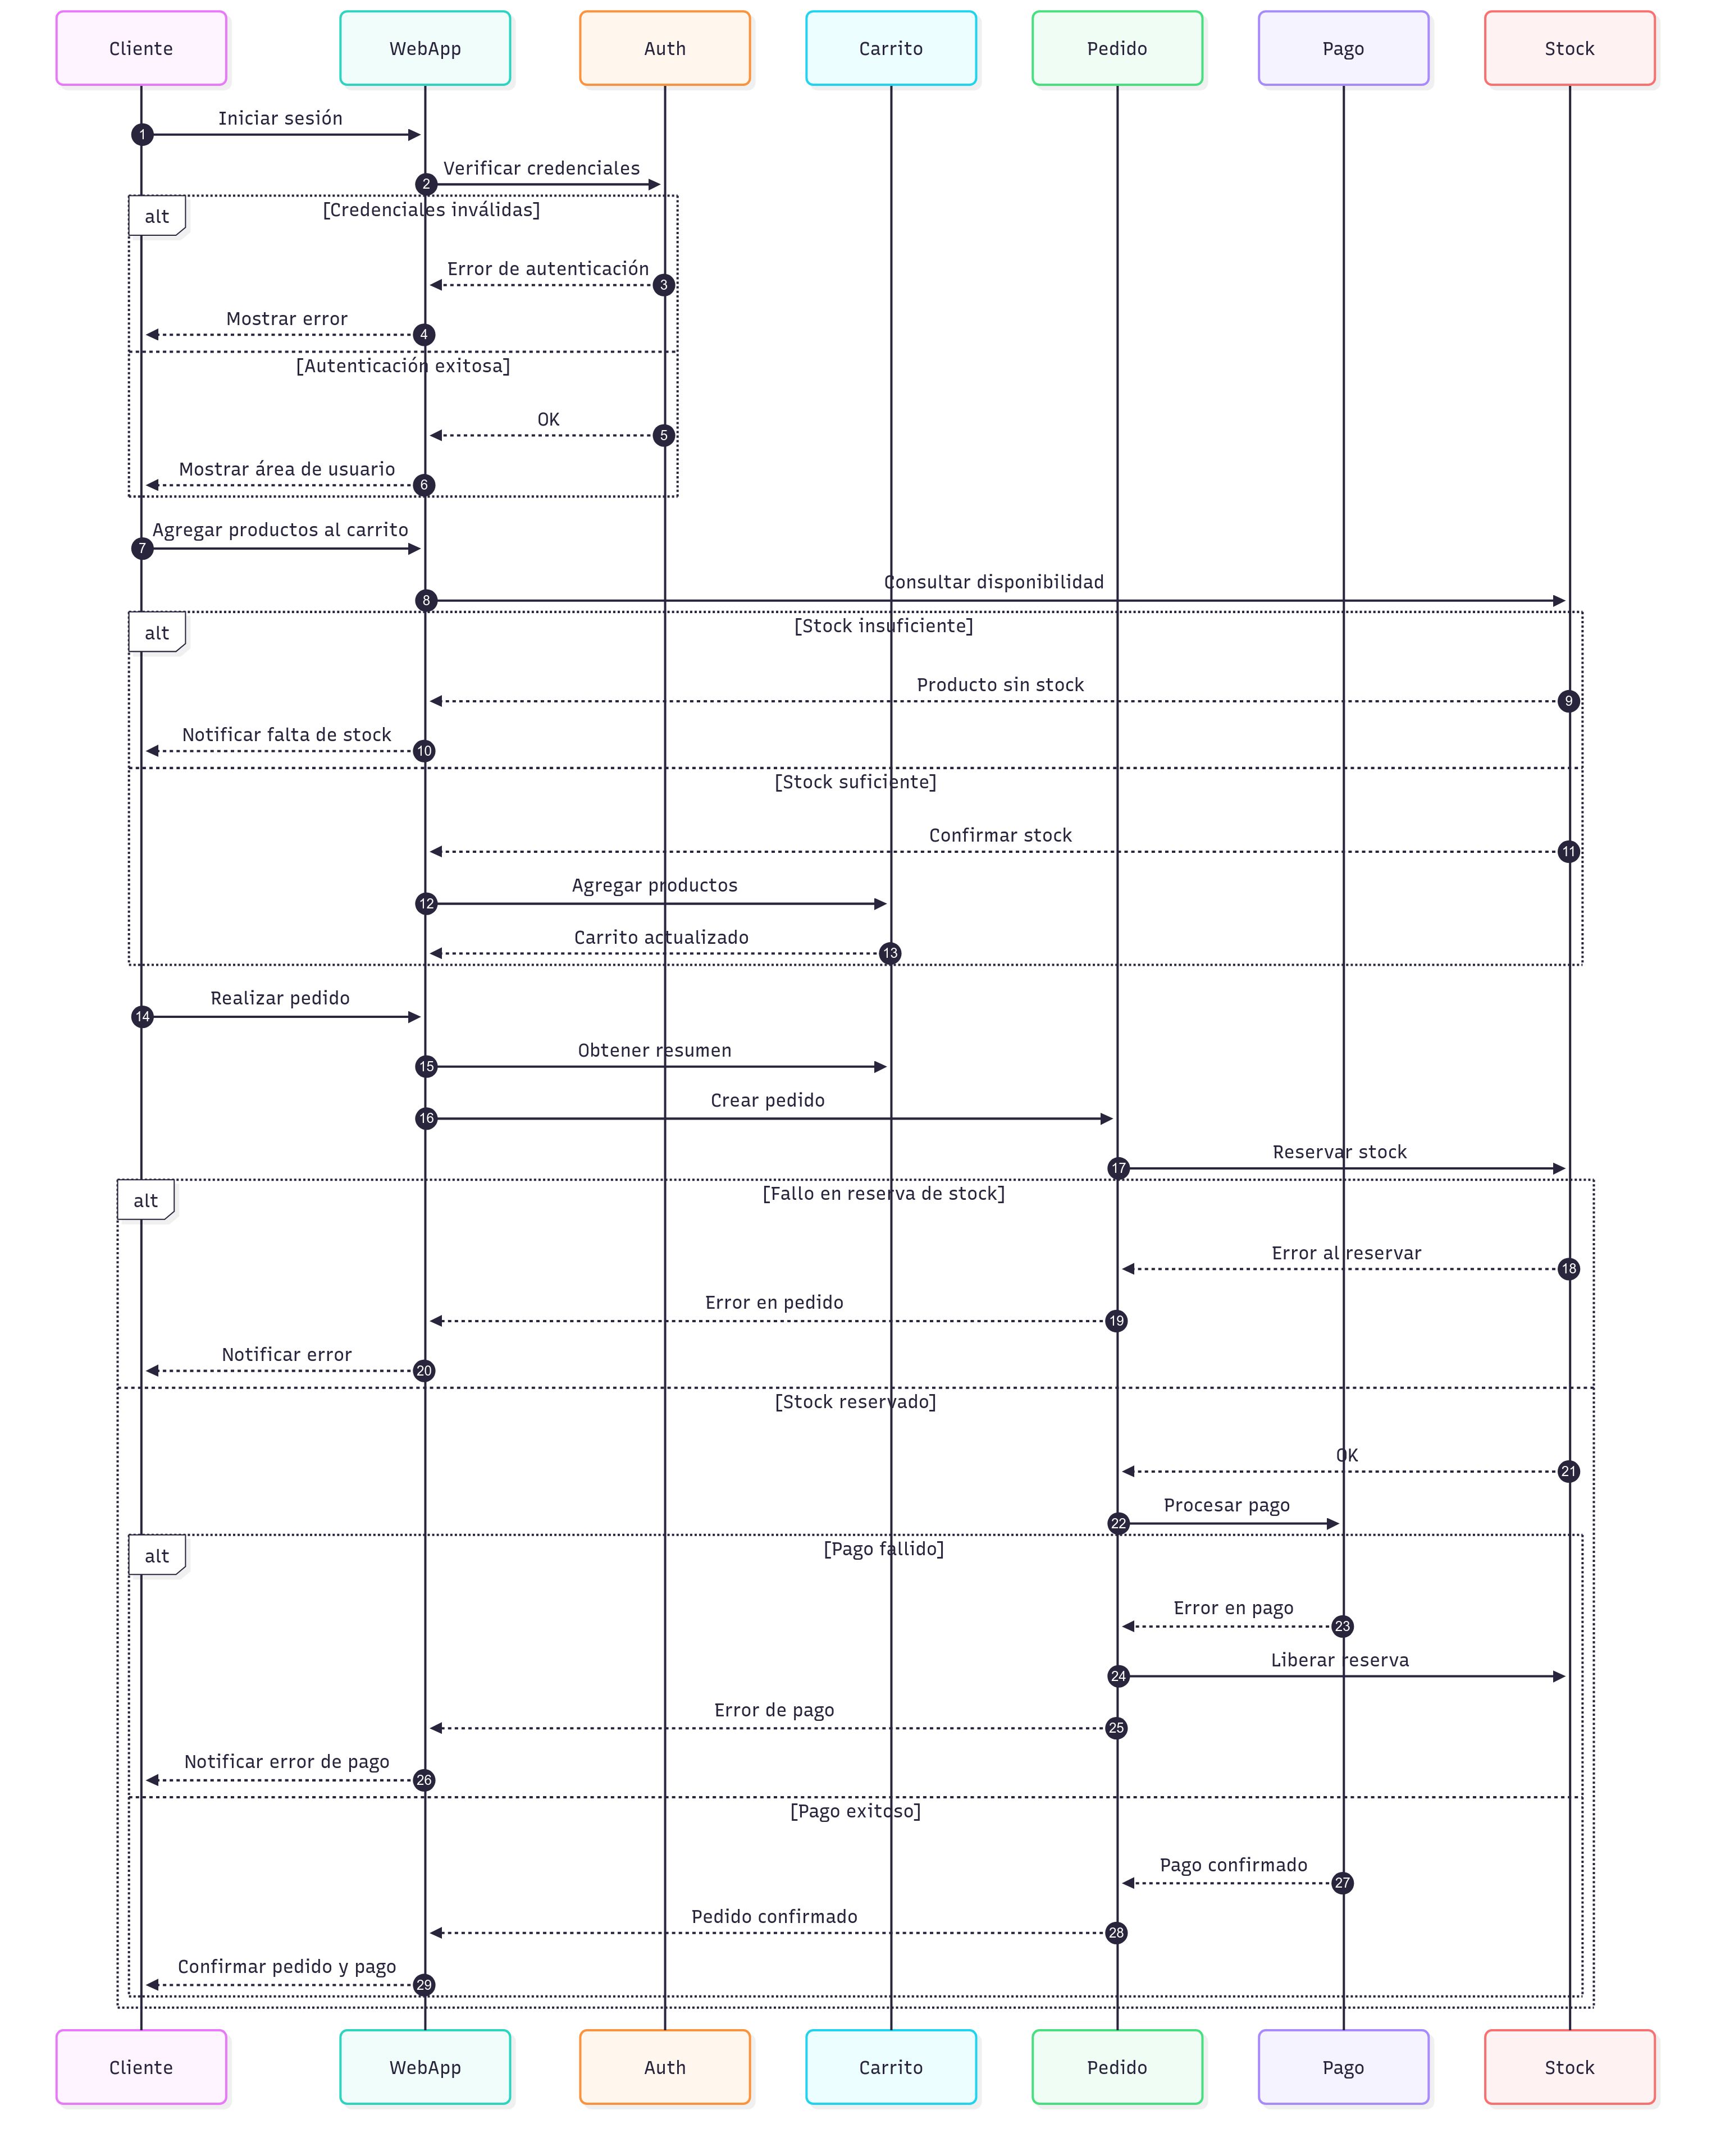 Cliente
WebApp
Auth
Carrito
Pedido
Pago
Stock
Iniciar sesión
1
Verificar credenciales
2
alt
[Credenciales inválidas]
Error de autenticación
3
Mostrar error
4
[Autenticación exitosa]
OK
5
Mostrar área de usuario
6
Agregar productos al carrito
7
Consultar disponibilidad
8
alt
[Stock insuficiente]
Producto sin stock
9
Notificar falta de stock
10
[Stock suficiente]
Confirmar stock
11
Agregar productos
12
Carrito actualizado
13
Realizar pedido
14
Obtener resumen
15
Crear pedido
16
Reservar stock
17
alt
[Fallo en reserva de stock]
Error al reservar
18
Error en pedido
19
Notificar error
20
[Stock reservado]
OK
21
Procesar pago
22
alt
[Pago fallido]
Error en pago
23
Liberar reserva
24
Error de pago
25
Notificar error de pago
26
[Pago exitoso]
Pago confirmado
27
Pedido confirmado
28
Confirmar pedido y pago
29
Cliente
WebApp
Auth
Carrito
Pedido
Pago
Stock